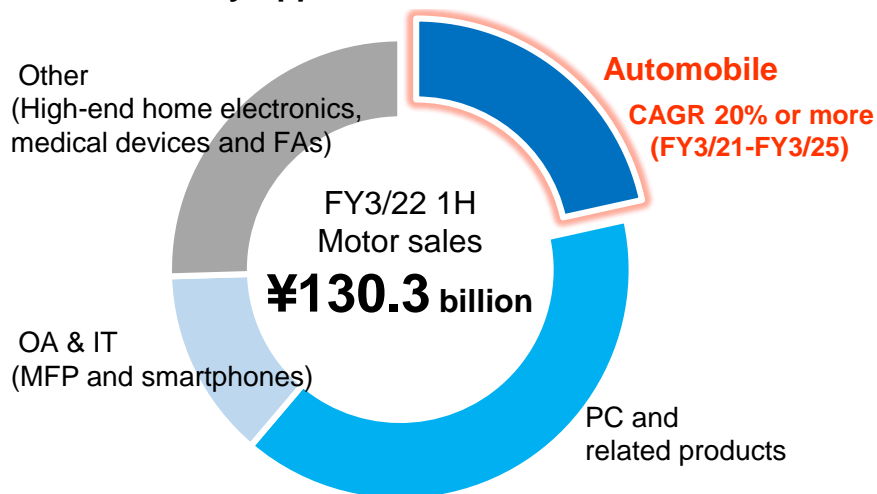 Other
(High-end home electronics,
medical devices and FAs)
Automobile
CAGR 20% or more
(FY3/21-FY3/25)
FY3/22 1H
Motor sales
¥130.3 billion
OA & IT
(MFP and smartphones)
PC and
related products